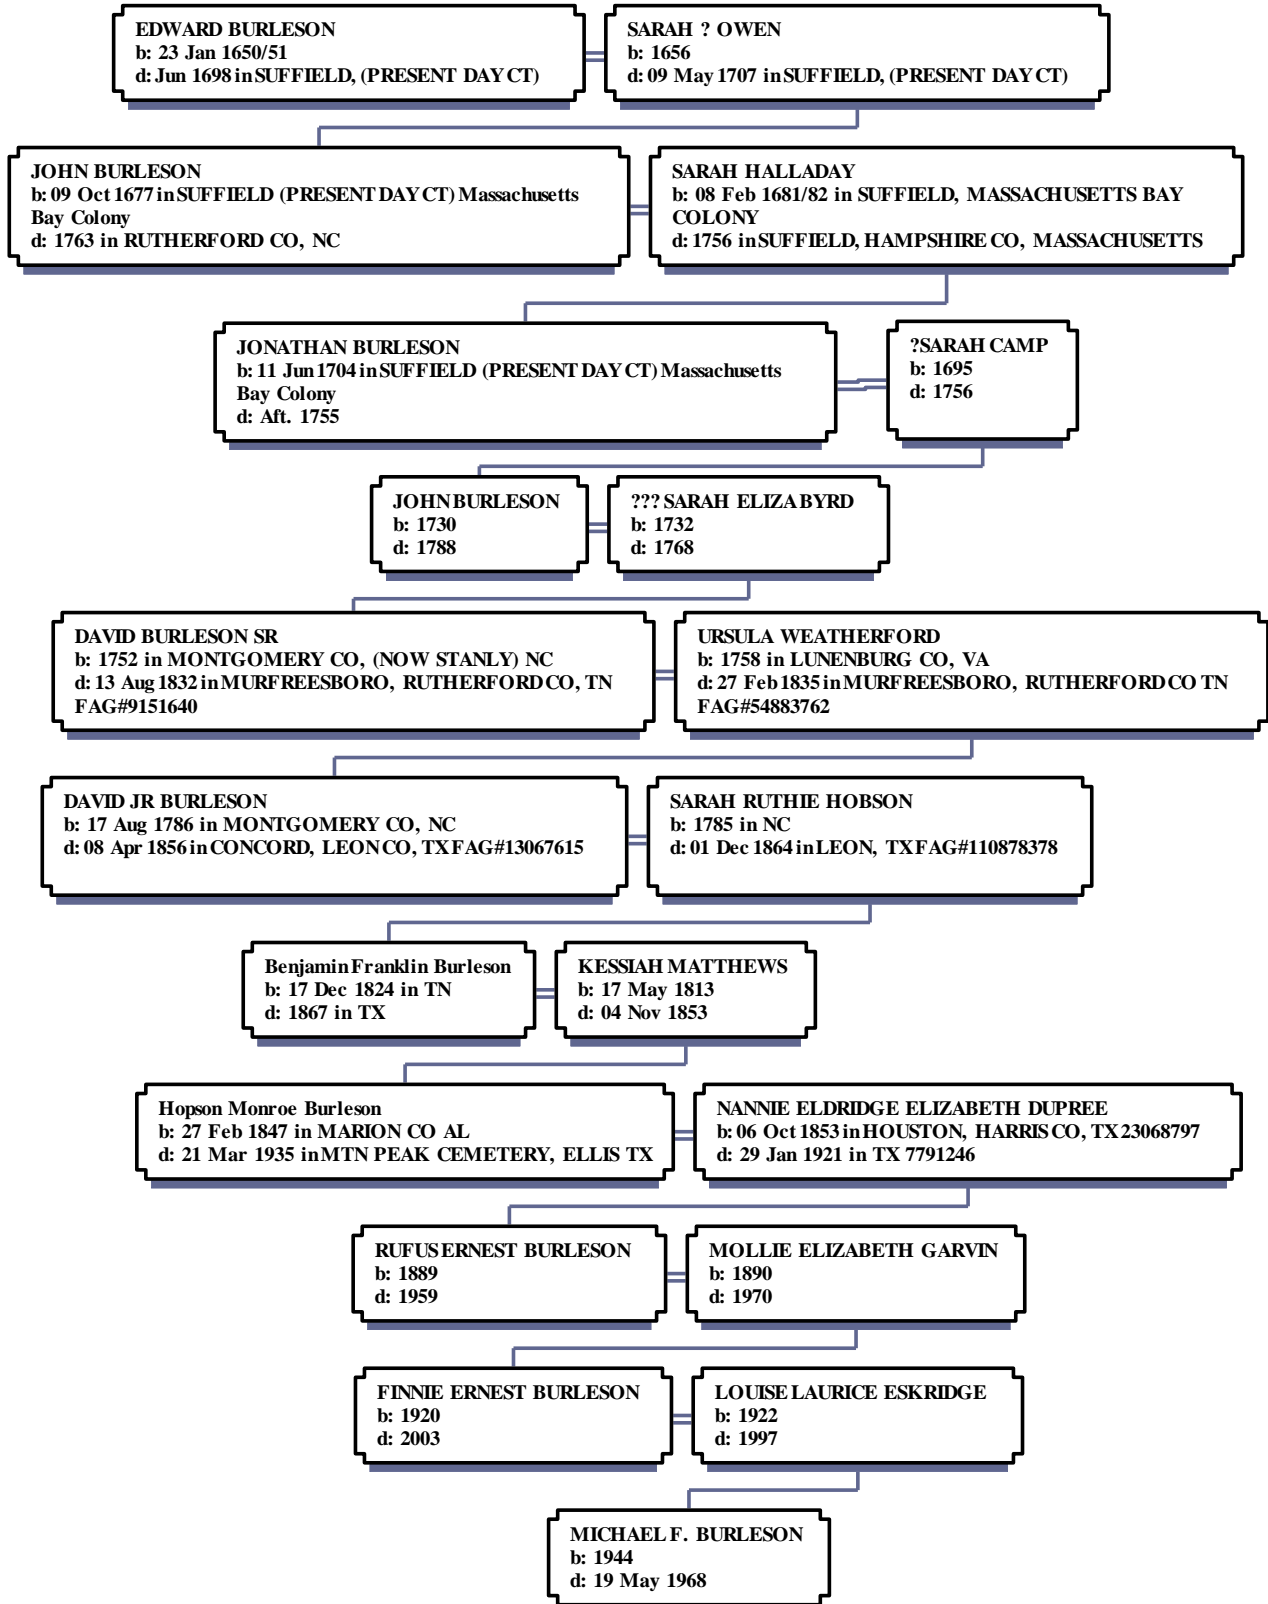 EDWARD BURLESON
b: 23 Jan 1650/51
d: Jun 1698 in SUFFIELD, (PRESENT DAY CT)
SARAH ? OWEN
b: 1656
d: 09 May 1707 in SUFFIELD, (PRESENT DAY CT)
JOHN BURLESON
b: 09 Oct 1677 in SUFFIELD (PRESENT DAY CT) Massachusetts
Bay Colony
d: 1763 in RUTHERFORD CO, NC
SARAH HALLADAY
b: 08 Feb 1681/82 in SUFFIELD, MASSACHUSETTS BAY
COLONY
d: 1756 in SUFFIELD, HAMPSHIRE CO, MASSACHUSETTS
JONATHAN BURLESON
b: 11 Jun 1704 in SUFFIELD (PRESENT DAY CT) Massachusetts
Bay Colony
d: Aft. 1755
?SARAH CAMP
b: 1695
d: 1756
JOHN BURLESON
b: 1730
d: 1788
??? SARAH ELIZA BYRD
b: 1732
d: 1768
DAVID BURLESON SR
b: 1752 in MONTGOMERY CO, (NOW STANLY) NC
d: 13 Aug 1832 in MURFREESBORO, RUTHERFORD CO, TN
FAG#9151640
URSULA WEATHERFORD
b: 1758 in LUNENBURG CO, VA
d: 27 Feb 1835 in MURFREESBORO, RUTHERFORD CO TN
FAG#54883762
DAVID JR BURLESON
b: 17 Aug 1786 in MONTGOMERY CO, NC
d: 08 Apr 1856 in CONCORD, LEON CO, TX FAG#13067615
SARAH RUTHIE HOBSON
b: 1785 in NC
d: 01 Dec 1864 in LEON, TX FAG#110878378
Benjamin Franklin Burleson
b: 17 Dec 1824 in TN
d: 1867 in TX
KESSIAH MATTHEWS
b: 17 May 1813
d: 04 Nov 1853
Hopson Monroe Burleson
b: 27 Feb 1847 in MARION CO AL
d: 21 Mar 1935 in MTN PEAK CEMETERY, ELLIS TX
NANNIE ELDRIDGE ELIZABETH DUPREE
b: 06 Oct 1853 in HOUSTON, HARRIS CO, TX 23068797
d: 29 Jan 1921 in TX 7791246
RUFUS ERNEST BURLESON
b: 1889
d: 1959
MOLLIE ELIZABETH GARVIN
b: 1890
d: 1970
FINNIE ERNEST BURLESON
b: 1920
d: 2003
LOUISE LAURICE ESKRIDGE
b: 1922
d: 1997
MICHAEL F. BURLESON
b: 1944
d: 19 May 1968